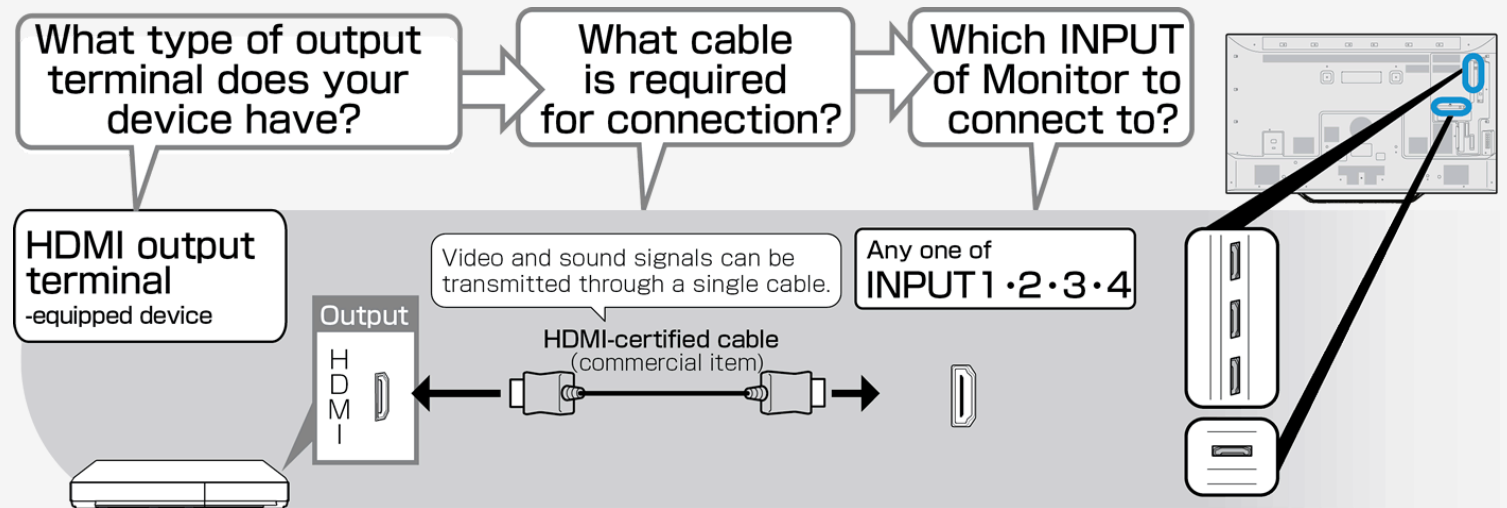 What type of output
terminal does your
device have?
What cable
is required
for connection?
Which INPUT
of Monitor to
connect to?
HDMI output
terminal
-equipped device
Output
HDMI
Video and sound signals can be
transmitted through a single cable.
HDMI-certified cable
(commercial item)
Any one of
INPUT1・2・3・4